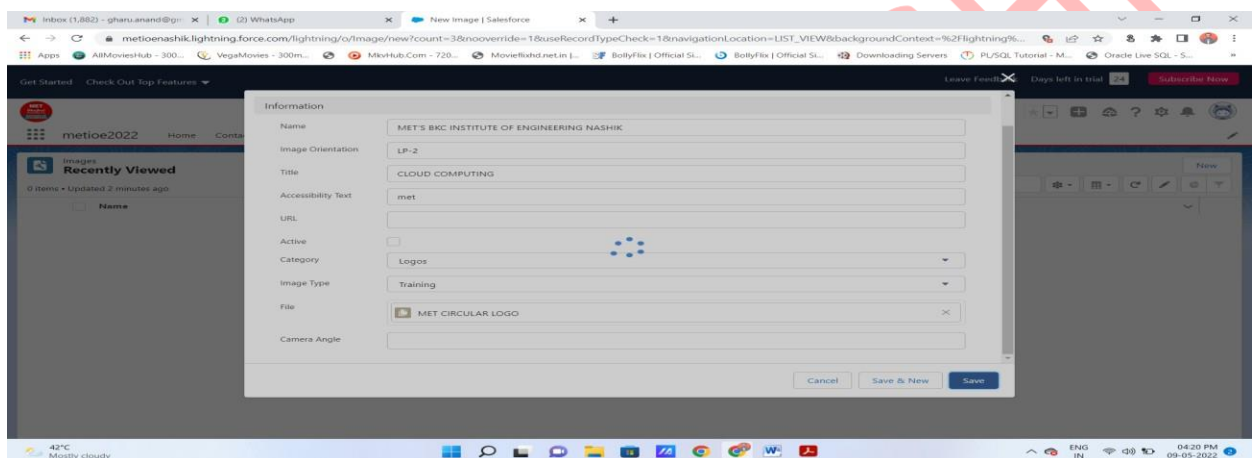 Inbox (1,802) - gharu.anand@gm
(2) WhatsApp
New Image | Salesforce
metioenashik.lightning.force.com/lightning/o/Image/new?count=3&nooverride=1&useRecordTypeCheck=1&navigationLocation=LIST_VIEW&backgroundContext=%2Flightning%...
Apps
AllMoviesHub - 300...
VegaMovies - 300m...
MkvHub.Com - 720...
Movieflixhd.net.in |...
BollyFlix | Official Si...
BollyFlix | Official Si...
Downloading Servers
PL/SQL Tutorial - M...
Oracle Live SQL - S...
Get Started
Check Out Top Features
Leave Feedb
Days left in trial 24
Subscribe Now
metioe2022
Home
Conta
Images
Recently Viewed
New
0 items • Updated 2 minutes ago
Name
Information
Name
MET'S BKC INSTITUTE OF ENGINEERING NASHIK
Image Orientation
LP-2
Title
CLOUD COMPUTING
Accessibility Text
met
URL
Active
Category
Logos
Image Type
Training
File
MET CIRCULAR LOGO
Camera Angle
Cancel
Save & New
Save
42°C
Mostly cloudy
ENG
IN
04:20 PM
09-05-2022